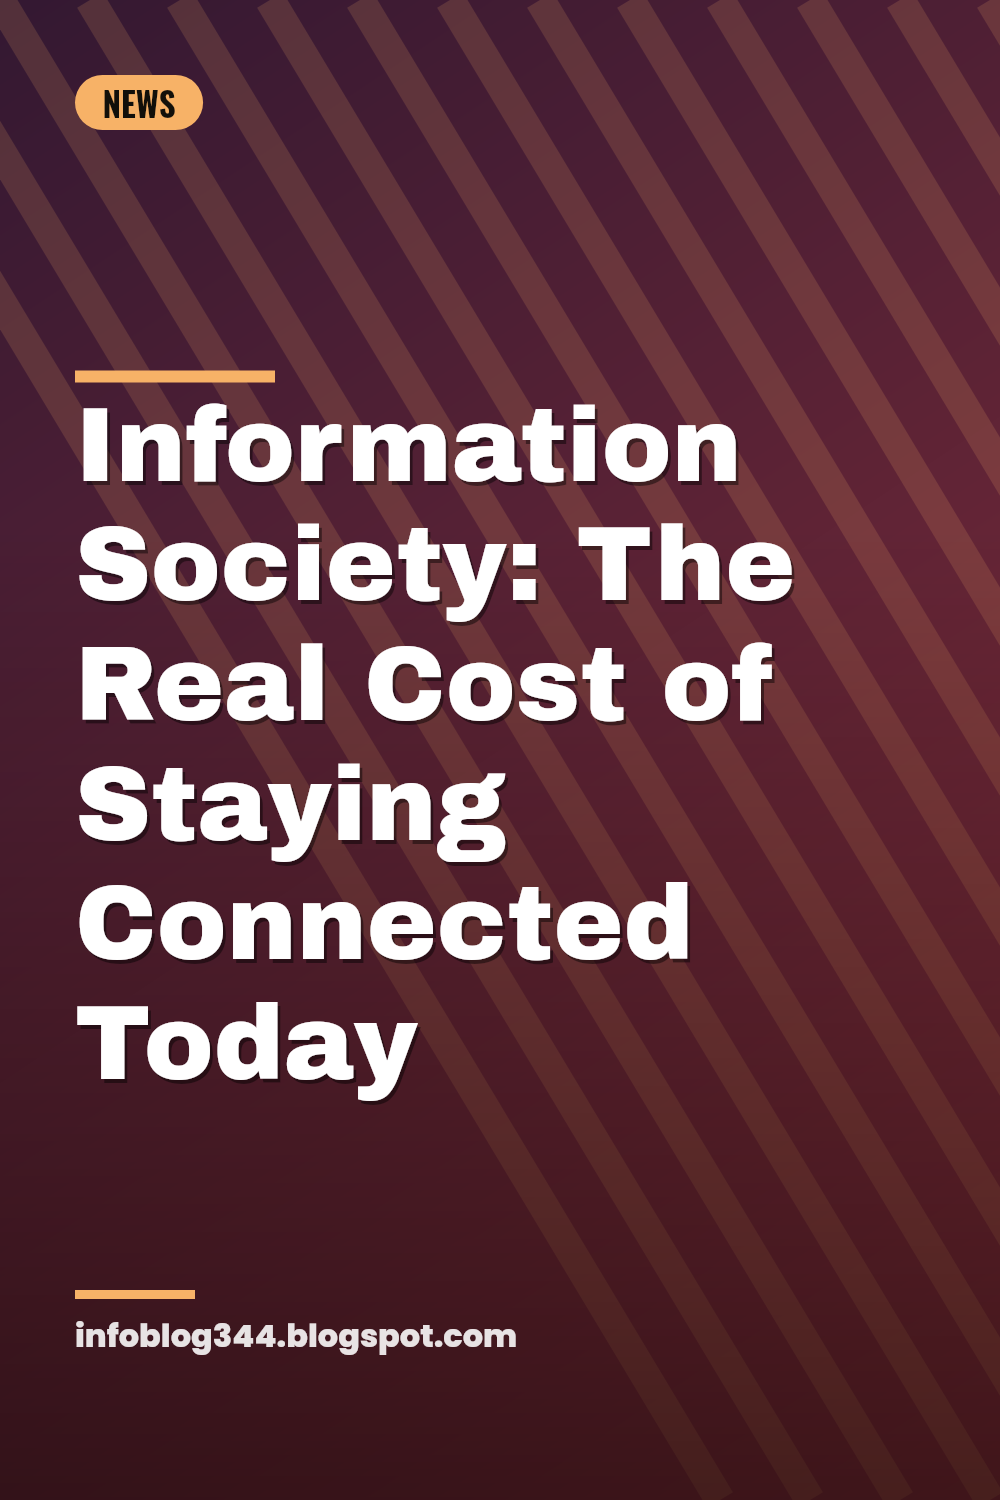 NEWS
Information
Society: The
Real Cost of
Staying
Connected
Today
infoblog344.blogspot.com